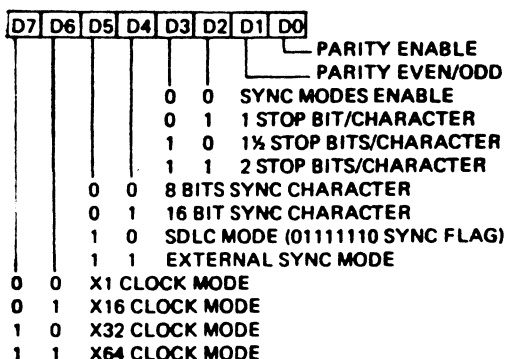 D7 D6 D5 D4 D3 D2 D1 D0
PARITY ENABLE
PARITY EVEN/ODD
0 0 SYNC MODES ENABLE
0 1 1 STOP BIT/CHARACTER
1 0 1½ STOP BITS/CHARACTER
1 1 2 STOP BITS/CHARACTER
0 0 8 BITS SYNC CHARACTER
0 1 16 BIT SYNC CHARACTER
1 0 SDLC MODE (01111110 SYNC FLAG)
1 1 EXTERNAL SYNC MODE
0 0 X1 CLOCK MODE
0 1 X16 CLOCK MODE
1 0 X32 CLOCK MODE
1 1 X64 CLOCK MODE